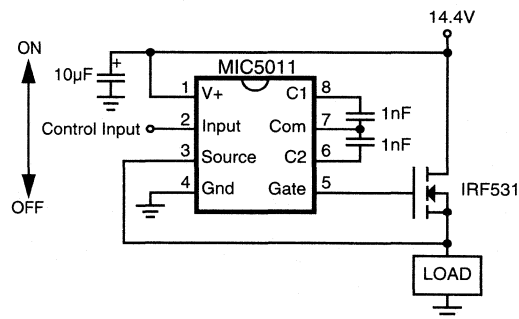 14.4V
ON
10µF
+
MIC5011
1 V+ C1 8
1nF
Control Input
2 Input Com 7
1nF
3 Source C2 6
4 Gnd Gate 5
IRF531
OFF
LOAD